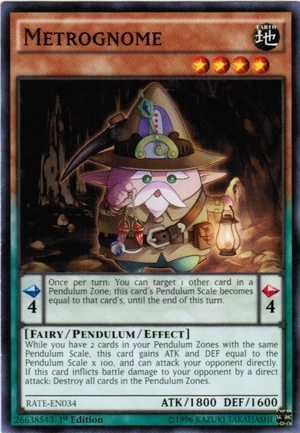 METROGNOME
EARTH
地
Once per turn: You can target 1 other card in a
Pendulum Zone; this card's Pendulum Scale becomes
equal to that card's, until the end of this turn.
4
4
[FAIRY/PENDULUM/EFFECT]
While you have 2 cards in your Pendulum Zones with the same
Pendulum Scale, this card gains ATK and DEF equal to the
Pendulum Scale x 100, and can attack your opponent directly.
If this card inflicts battle damage to your opponent by a
direct attack: Destroy all cards in the Pendulum Zones.
RATE-EN034
ATK/1800 DEF/1600
26638543
1st Edition
©1996 KAZUKI TAKAHASHI